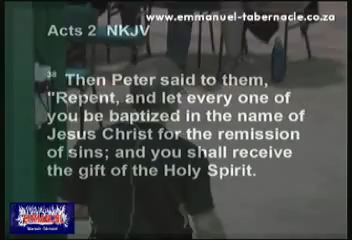 www.emmanuel-tabernacle.co.za
Acts 2 NKJV
38 Then Peter said to them,
"Repent, and let every one of
you be baptized in the name of
Jesus Christ for the remission
of sins; and you shall receive
the gift of the Holy Spirit.